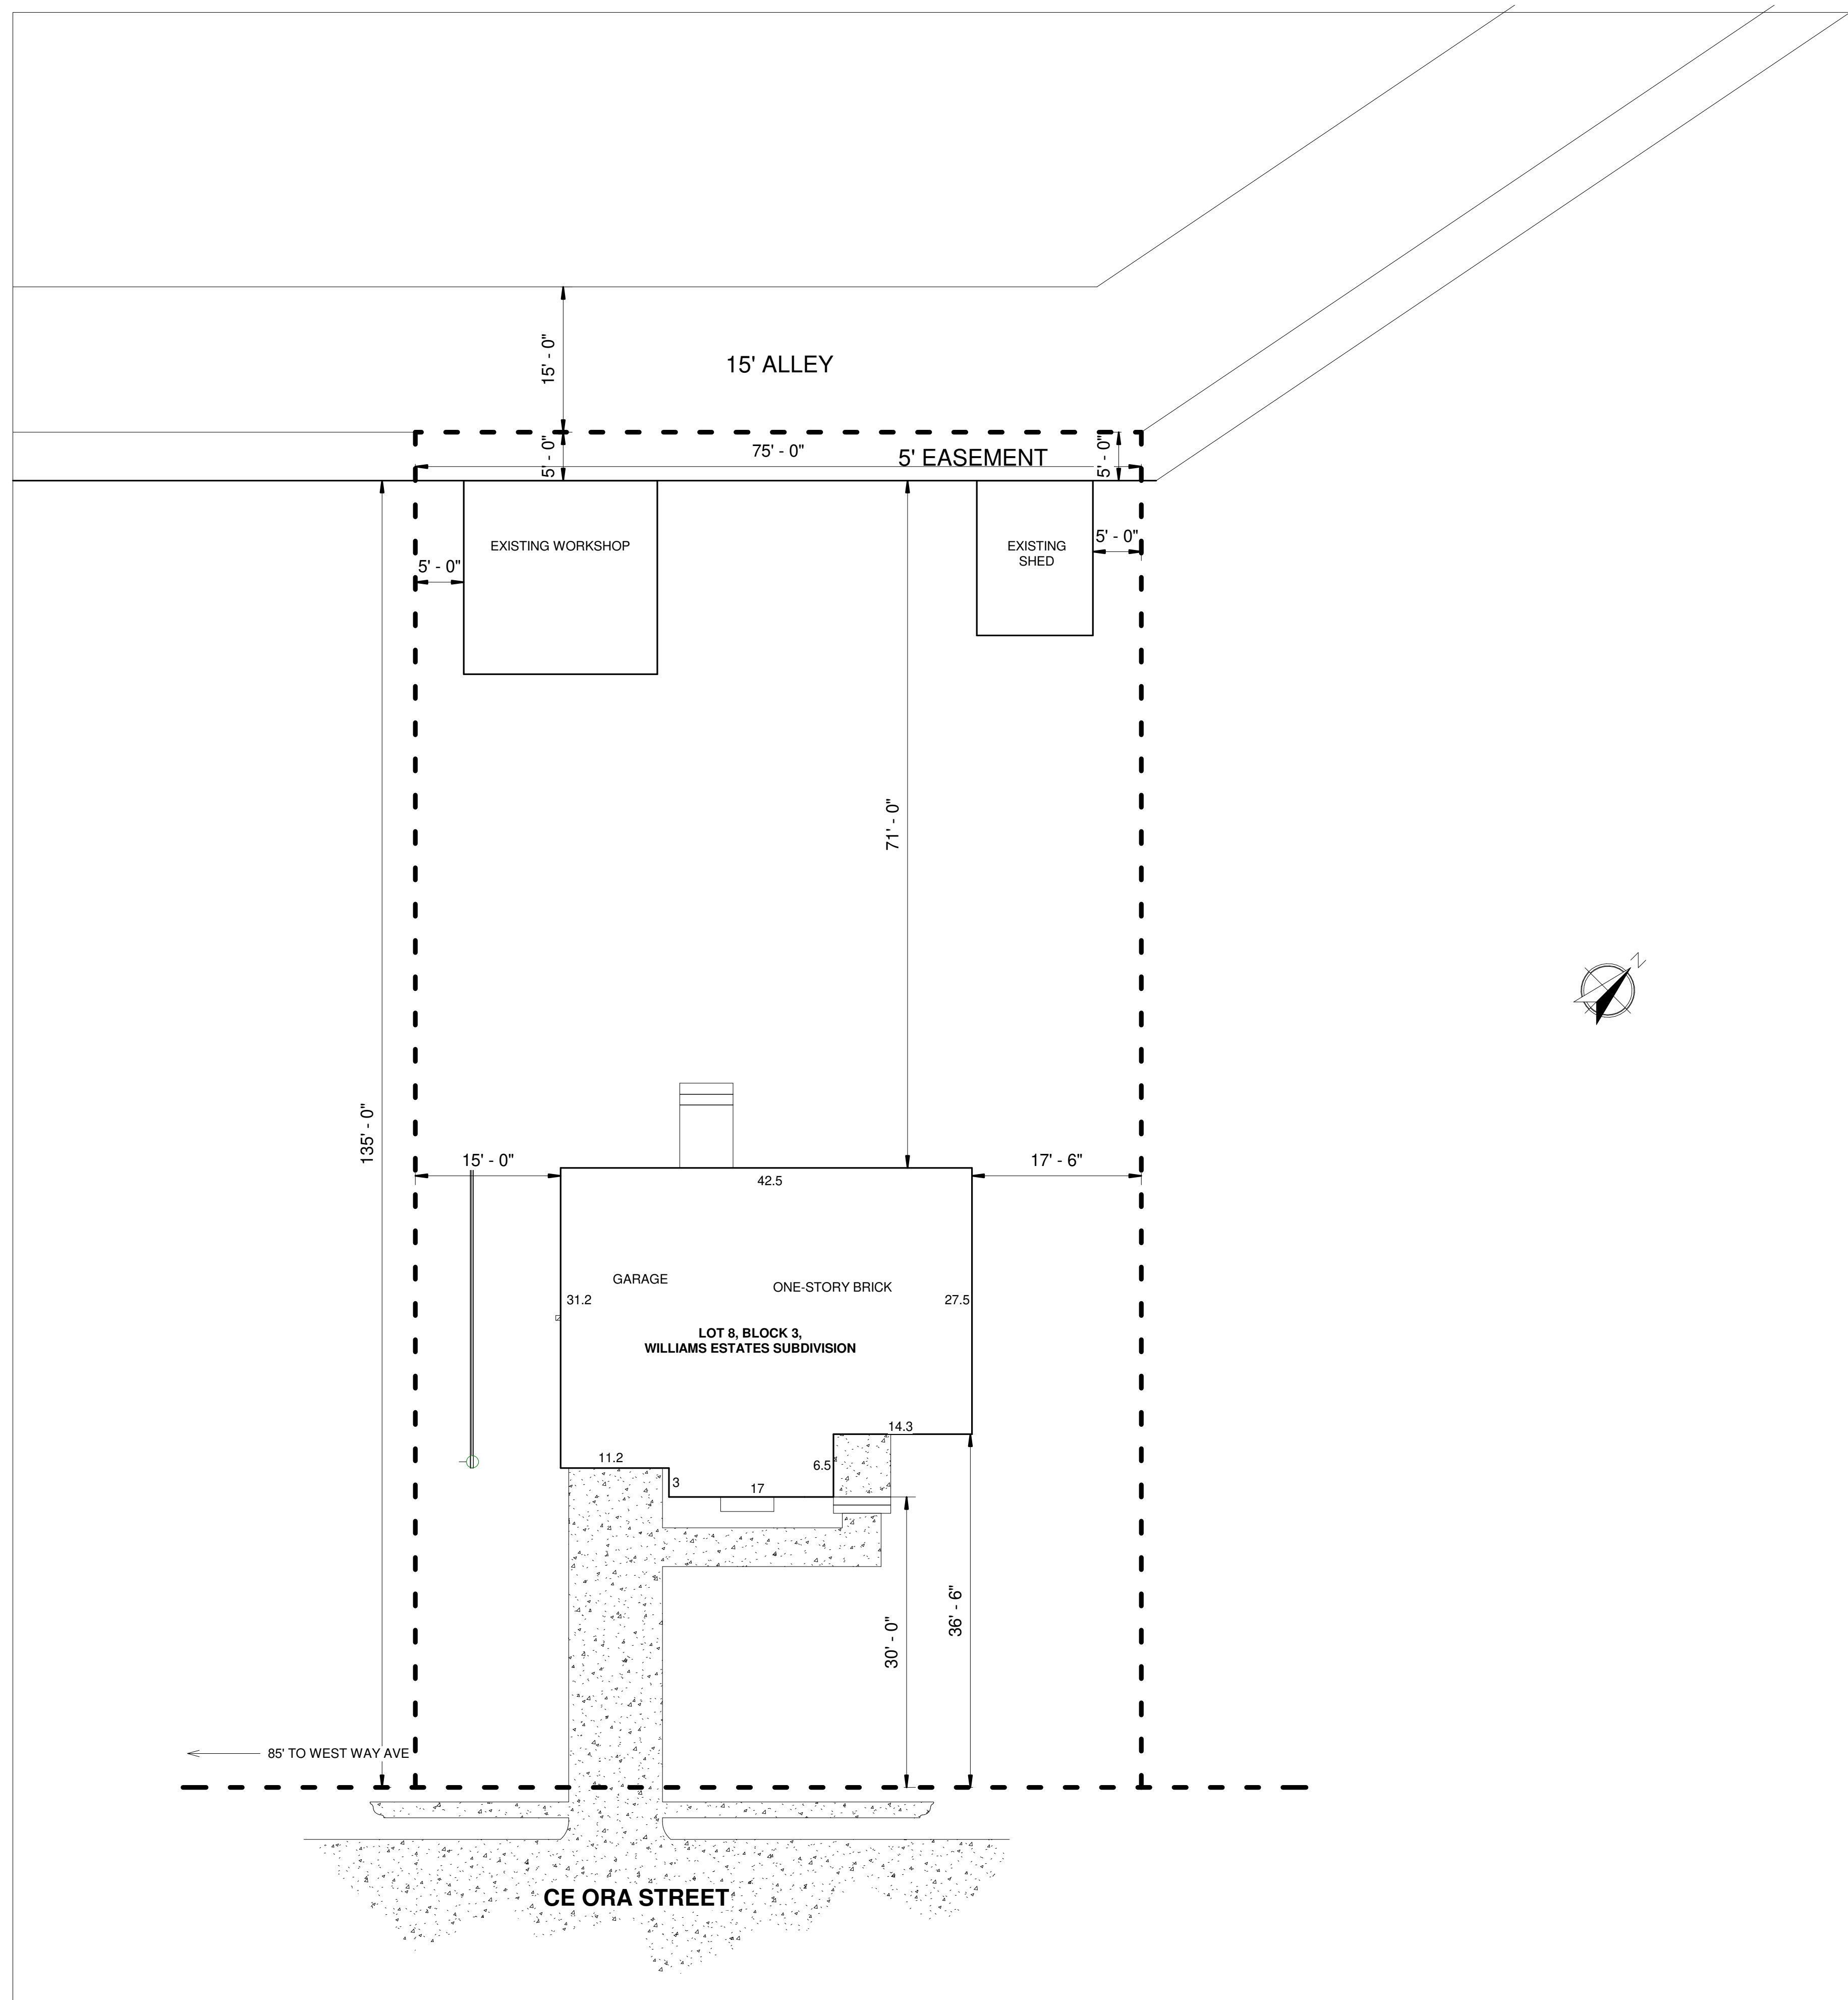 15' - 0"
15' ALLEY
5' - 0"
75' - 0"
5' EASEMENT
5' - 0"
EXISTING WORKSHOP
EXISTING
SHED
5' - 0"
5' - 0"
71' - 0"
N
135' - 0"
15' - 0"
17' - 6"
42.5
GARAGE
ONE-STORY BRICK
31.2
27.5
LOT 8, BLOCK 3,
WILLIAMS ESTATES SUBDIVISION
14.3
11.2
6.5
3
17
30' - 0"
36' - 6"
85' TO WEST WAY AVE
CE ORA STREET